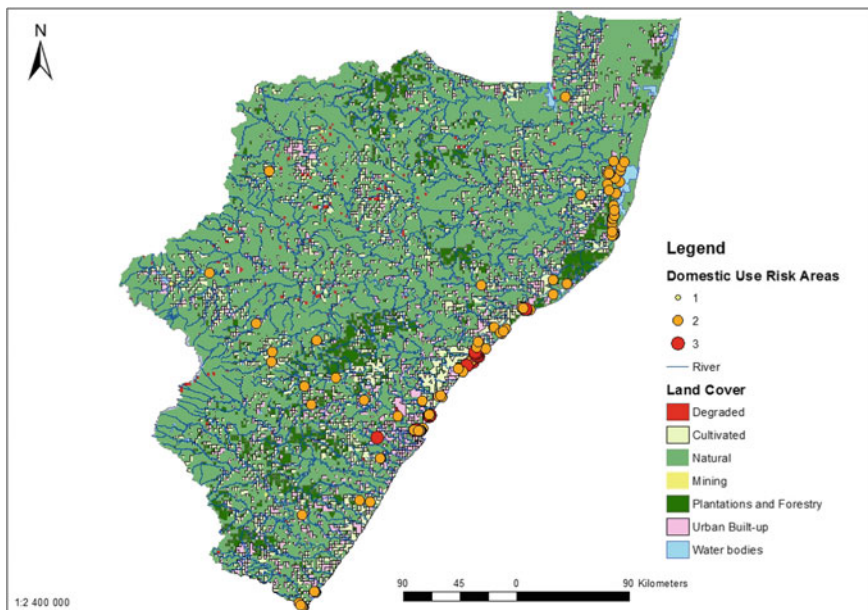 N
Legend
Domestic Use Risk Areas
1
2
3
River
Land Cover
Degraded
Cultivated
Natural
Mining
Plantations and Forestry
Urban Built-up
Water bodies
90 45 0 90 Kilometers
1:2 400 000